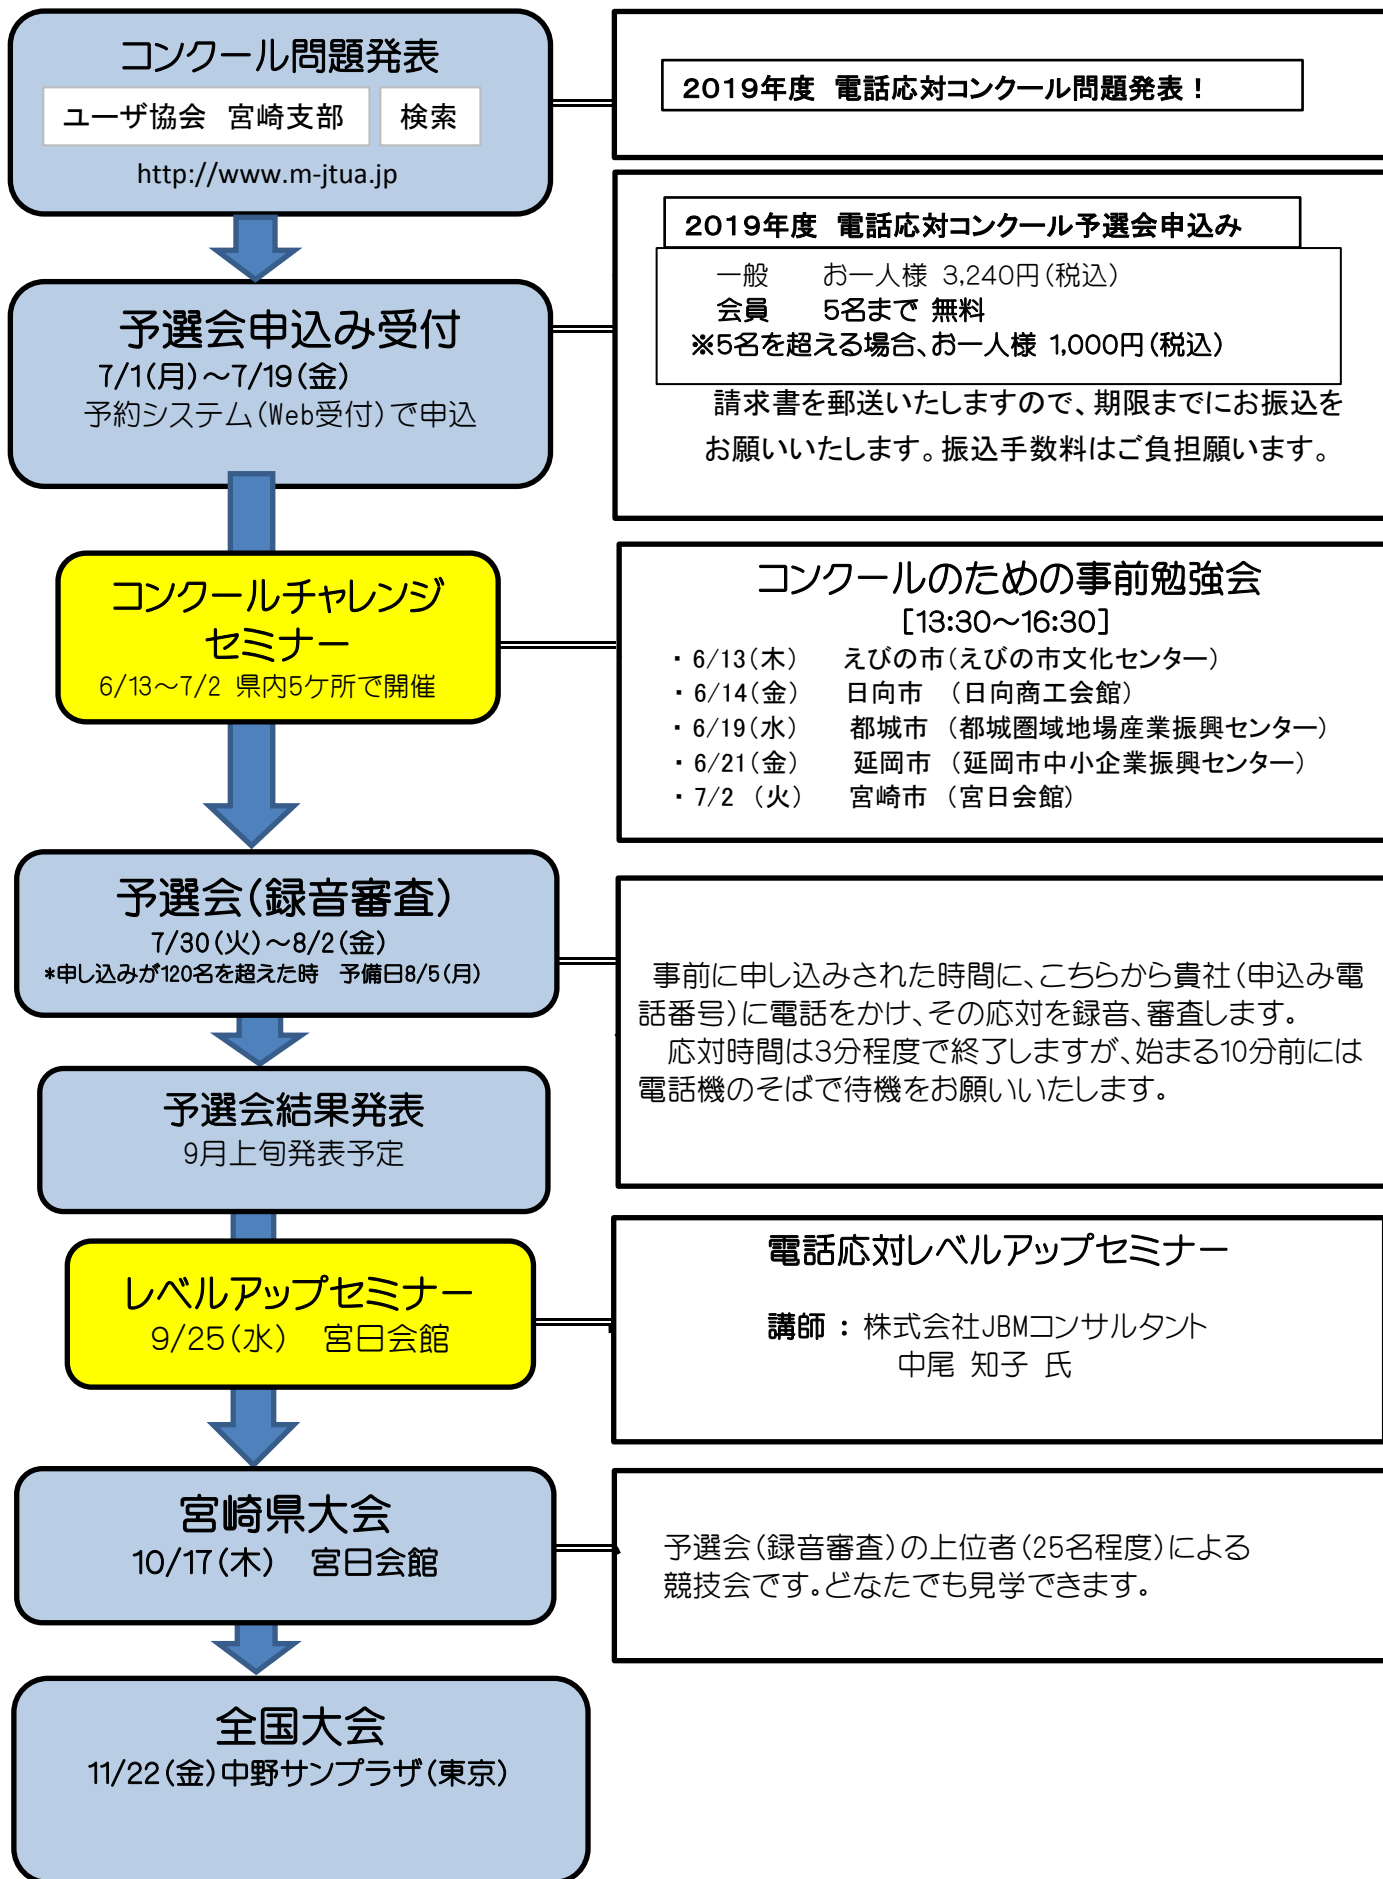 コンクール問題発表
ユーザ協会 宮崎支部 検索
http://www.m-jtua.jp
2019年度 電話応対コンクール問題発表！
予選会申込み受付
7/1(月)～7/19(金)
予約システム(Web受付)で申込
2019年度 電話応対コンクール予選会申込み
一般 お一人様 3,240円(税込)
会員 5名まで 無料
※5名を超える場合、お一人様 1,000円(税込)
請求書を郵送いたしますので、期限までにお振込を
お願いいたします。振込手数料はご負担願います。
コンクールチャレンジ
セミナー
6/13～7/2 県内5ケ所で開催
コンクールのための事前勉強会
[13:30～16:30]
・ 6/13(木) えびの市(えびの市文化センター)
・ 6/14(金) 日向市 (日向商工会館)
・ 6/19(水) 都城市 (都城圏域地場産業振興センター)
・ 6/21(金) 延岡市 (延岡市中小企業振興センター)
・ 7/2 (火) 宮崎市 (宮日会館)
予選会(録音審査)
7/30(火)～8/2(金)
*申し込みが120名を超えた時 予備日8/5(月)
事前に申し込みされた時間に、こちらから貴社(申込み電
話番号)に電話をかけ、その応対を録音、審査します。
応対時間は3分程度で終了しますが、始まる10分前には
電話機のそばで待機をお願いいたします。
予選会結果発表
9月上旬発表予定
レベルアップセミナー
9/25(水) 宮日会館
電話応対レベルアップセミナー
講師：株式会社JBMコンサルタント
中尾 知子 氏
宮崎県大会
10/17(木) 宮日会館
予選会(録音審査)の上位者(25名程度)による
競技会です。どなたでも見学できます。
全国大会
11/22(金)中野サンプラザ(東京)